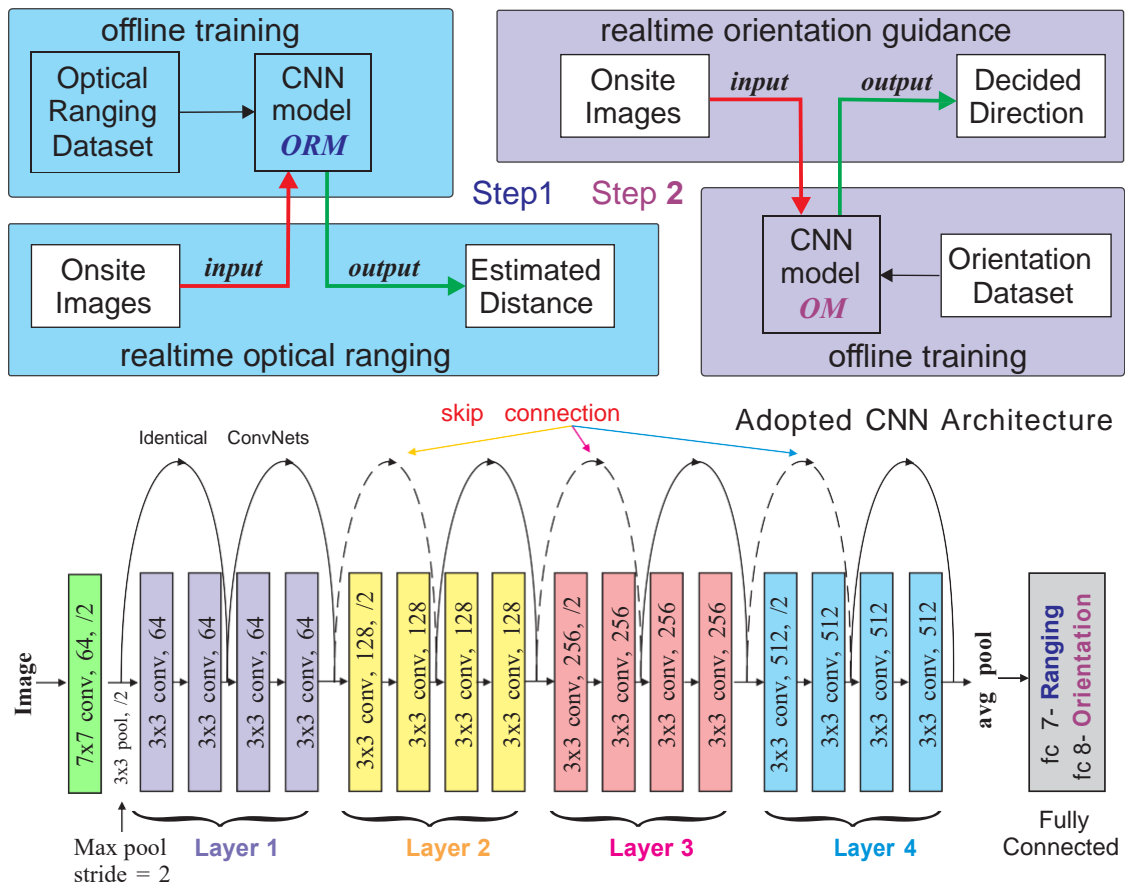 offline training
Optical
Ranging
Dataset
CNN
model
ORM
Onsite
Images
input
output
Estimated
Distance
realtime optical ranging
Step1
Step 2
realtime orientation guidance
Onsite
Images
input
output
Decided
Direction
CNN
model
OM
Orientation
Dataset
offline training
skip connection
Adopted CNN Architecture
Identical ConvNets
Image
7x7 conv, 64, /2
3x3 pool, /2
3x3 conv, 64
3x3 conv, 64
3x3 conv, 64
3x3 conv, 64
3x3 conv, 128, /2
3x3 conv, 128
3x3 conv, 128
3x3 conv, 128
3x3 conv, 256, /2
3x3 conv, 256
3x3 conv, 256
3x3 conv, 256
3x3 conv, 512, /2
3x3 conv, 512
3x3 conv, 512
3x3 conv, 512
avg pool
fc 7- Ranging
fc 8- Orientation
Max pool
stride = 2
Layer 1
Layer 2
Layer 3
Layer 4
Fully
Connected